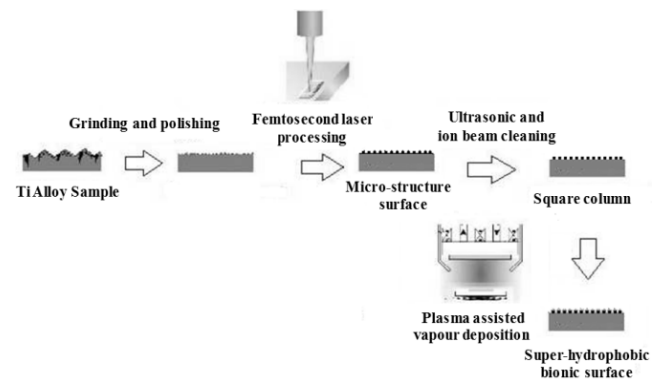 Grinding and polishing
Femtosecond laser
processing
Ultrasonic and
ion beam cleaning
Ti Alloy Sample
Micro-structure
surface
Square column
Plasma assisted
vapour deposition
Super-hydrophobic
bionic surface